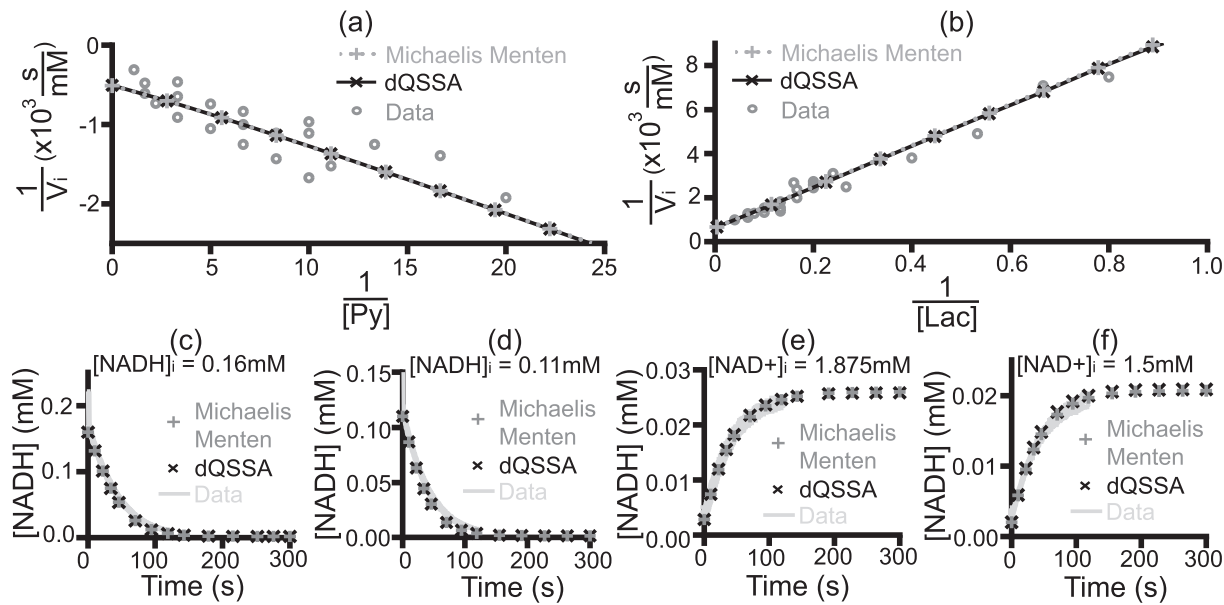 (a)
0
-1
-2
1/Vᵢ (x10³ s/mM)
Michaelis Menten
dQSSA
Data
0 5 10 15 20 25
1/[Py]
(b)
8
6
4
2
0
1/Vᵢ (x10³ s/mM)
Michaelis Menten
dQSSA
Data
0 0.2 0.4 0.6 0.8 1.0
1/[Lac]
(c)
[NADH]ᵢ = 0.16mM
[NADH] (mM)
0.2
0.1
0.0
Michaelis
Menten
dQSSA
Data
0 100 200 300
Time (s)
(d)
[NADH]ᵢ = 0.11mM
[NADH] (mM)
0.15
0.10
0.05
0.00
Michaelis
Menten
dQSSA
Data
0 100 200 300
Time (s)
(e)
[NAD+]ᵢ = 1.875mM
[NADH] (mM)
0.03
0.02
0.01
0.00
Michaelis
Menten
dQSSA
Data
0 100 200 300
Time (s)
(f)
[NAD+]ᵢ = 1.5mM
[NADH] (mM)
0.02
0.01
0.00
Michaelis
Menten
dQSSA
Data
0 100 200 300
Time (s)